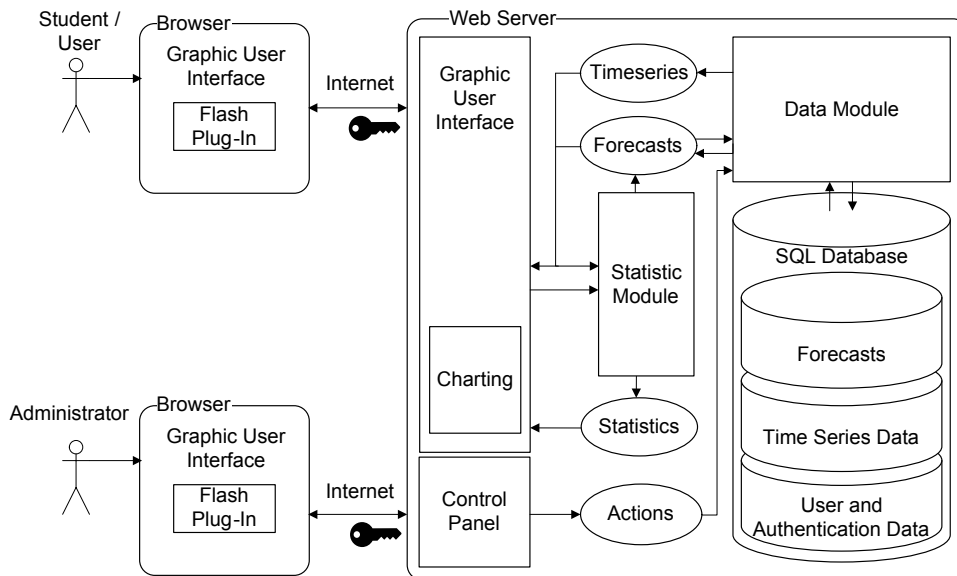 Student /
User
Browser
Graphic User
Interface
Flash
Plug-In
Internet
Web Server
Graphic
User
Interface
Charting
Timeseries
Forecasts
Statistic
Module
Statistics
Data Module
SQL Database
Forecasts
Time Series Data
User and
Authentication Data
Administrator
Browser
Graphic User
Interface
Flash
Plug-In
Internet
Control
Panel
Actions